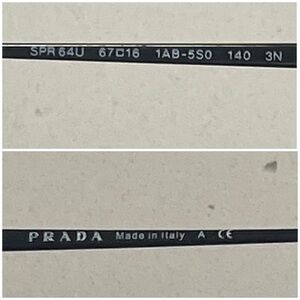 SPR 64U 67□16 1AB-5S0 140 3N
PRADA Made in Italy A CE